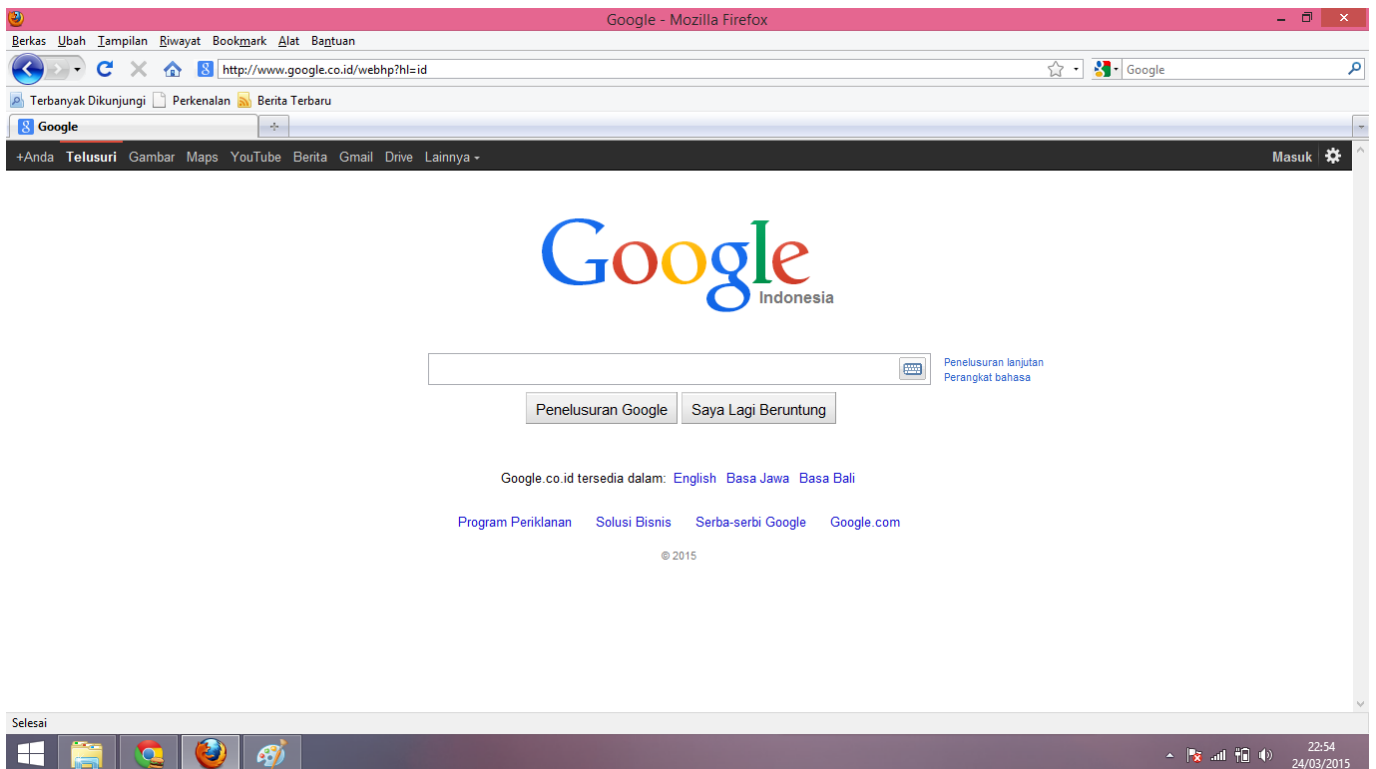 Google - Mozilla Firefox
Berkas Ubah Tampilan Riwayat Bookmark Alat Bantuan
http://www.google.co.id/webhp?hl=id Google
Terbanyak Dikunjungi Perkenalan Berita Terbaru
Google
+Anda Telusuri Gambar Maps YouTube Berita Gmail Drive Lainnya Masuk
Google
Indonesia
Penelusuran lanjutan
Perangkat bahasa
Penelusuran Google Saya Lagi Beruntung
Google.co.id tersedia dalam: English Basa Jawa Basa Bali
Program Periklanan Solusi Bisnis Serba-serbi Google Google.com
© 2015
Selesai
22:54
24/03/2015